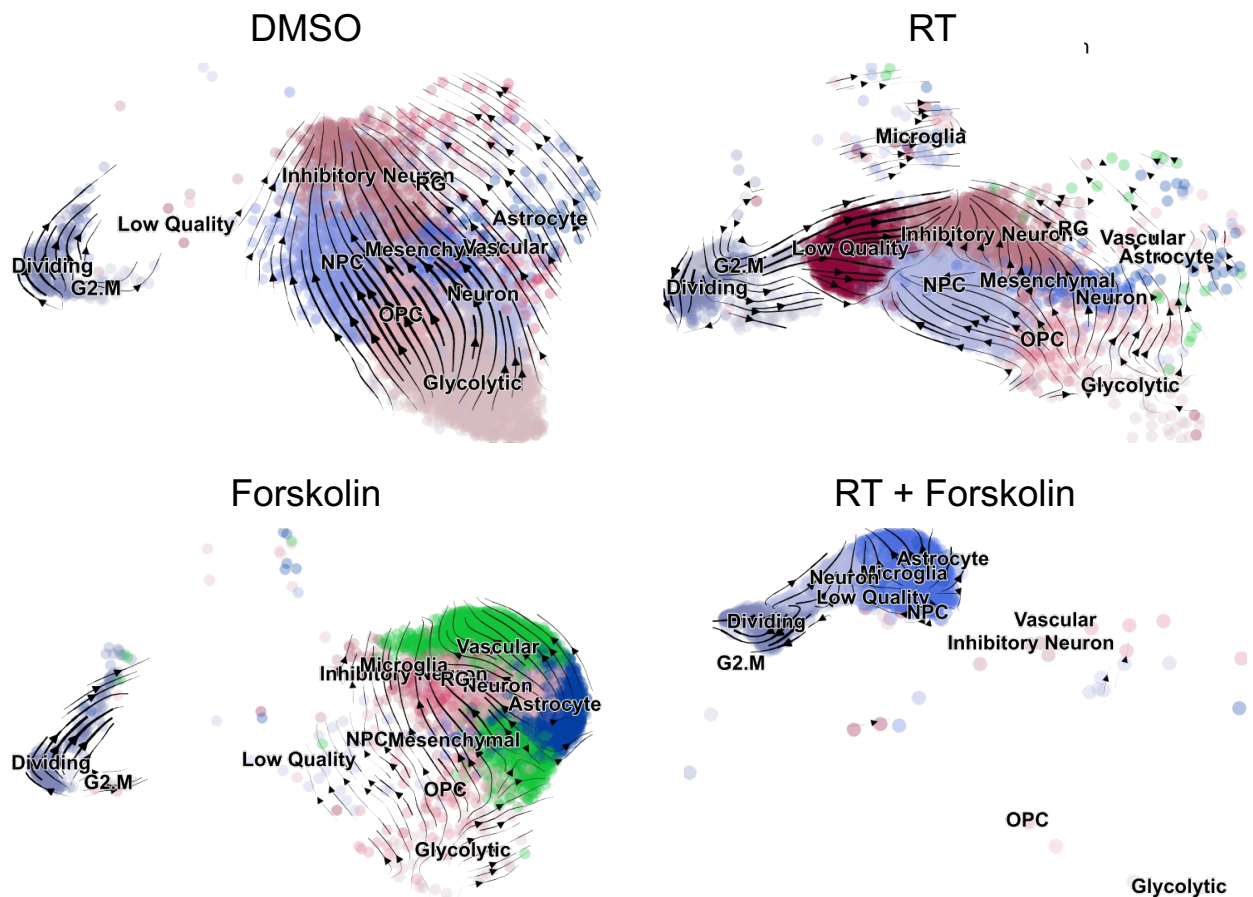 DMSO
RT
Inhibitory Neuron
RG
Low Quality
Astrocyte
Vascular
NPC
Neuron
Dividing
G2.M
OPC
Glycolytic
Microglia
Inhibitory Neuron
RG
Low Quality
Vascular
Astrocyte
G2.M
Dividing
NPC
Mesenchymal
Neuron
OPC
Glycolytic
Forskolin
RT + Forskolin
Vascular
Microglia
RG
Neuron
Astrocyte
NPC
Mesenchymal
Low Quality
Dividing
G2.M
OPC
Glycolytic
Astrocyte
Microglia
Neuron
Low Quality
NPC
Dividing
G2.M
Vascular
Inhibitory Neuron
OPC
Glycolytic